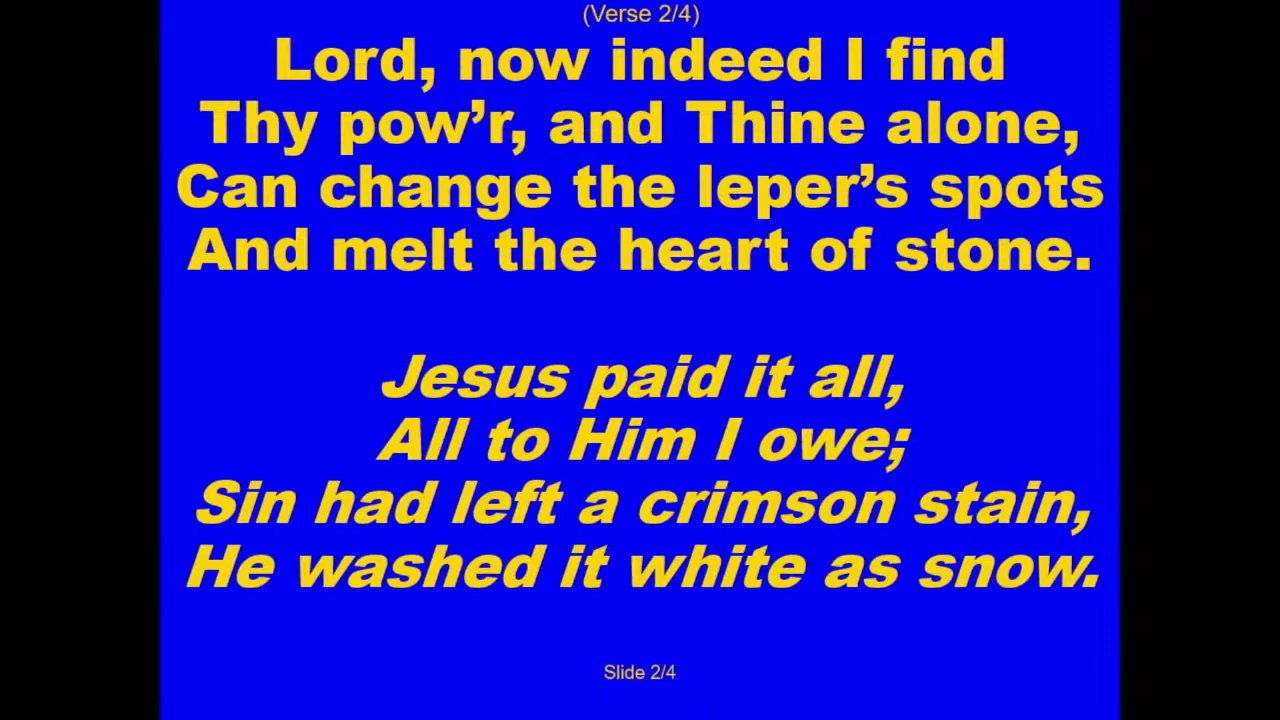 (Verse 2/4)
Lord, now indeed I find
Thy pow’r, and Thine alone,
Can change the leper’s spots
And melt the heart of stone.
Jesus paid it all,
All to Him I owe;
Sin had left a crimson stain,
He washed it white as snow.
Slide 2/4